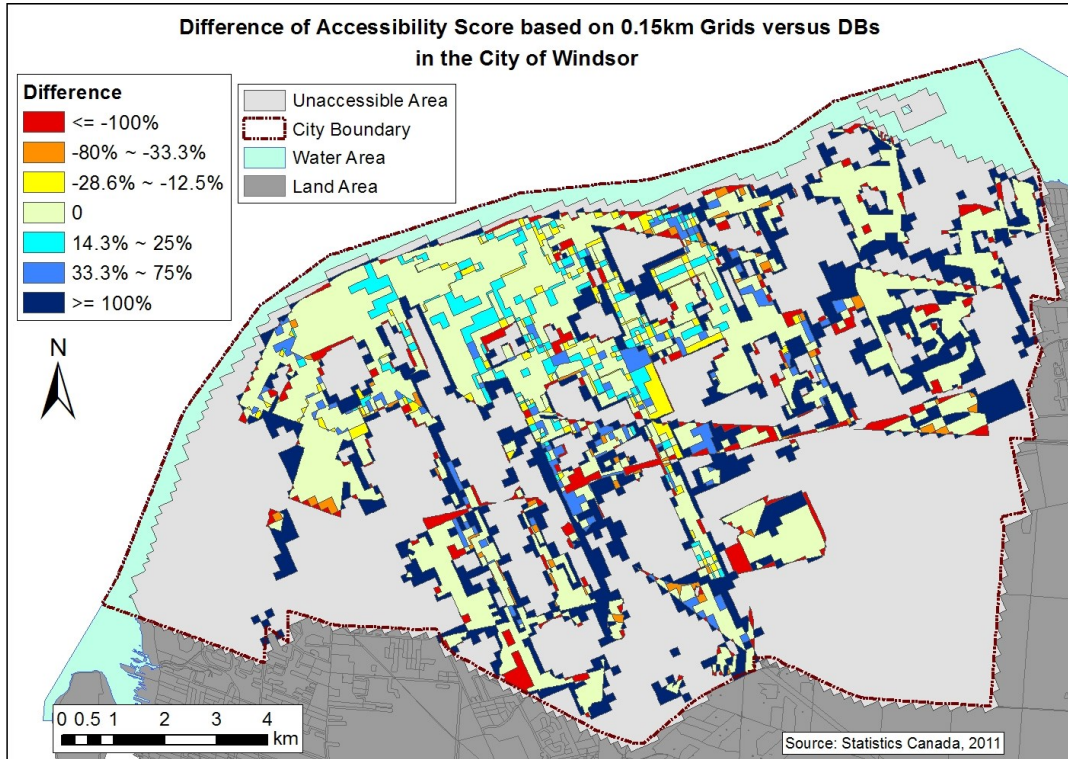 Difference of Accessibility Score based on 0.15km Grids versus DBs
in the City of Windsor
Difference
<= -100%
-80% ~ -33.3%
-28.6% ~ -12.5%
0
14.3% ~ 25%
33.3% ~ 75%
>= 100%
Unaccessible Area
City Boundary
Water Area
Land Area
N
0 0.5 1 2 3 4
km
Source: Statistics Canada, 2011